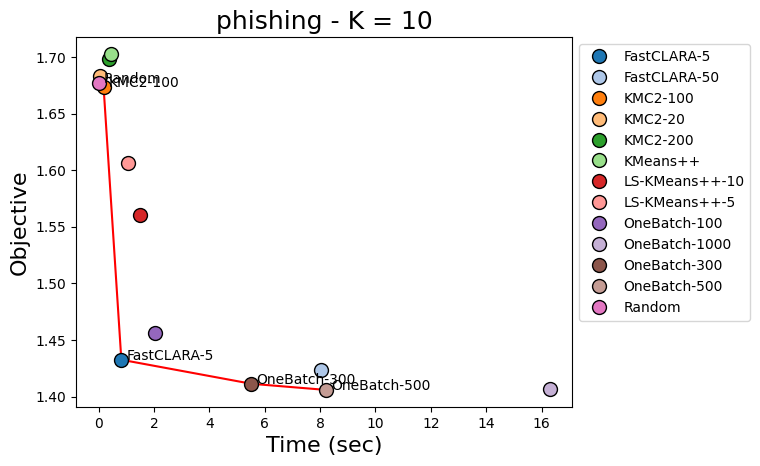 phishing - K = 10
Objective
1.70
1.65
1.60
1.55
1.50
1.45
1.40
Random
KMC2-100
FastCLARA-5
OneBatch-300
OneBatch-500
0 2 4 6 8 10 12 14 16
Time (sec)
FastCLARA-5
FastCLARA-50
KMC2-100
KMC2-20
KMC2-200
KMeans++
LS-KMeans++-10
LS-KMeans++-5
OneBatch-100
OneBatch-1000
OneBatch-300
OneBatch-500
Random